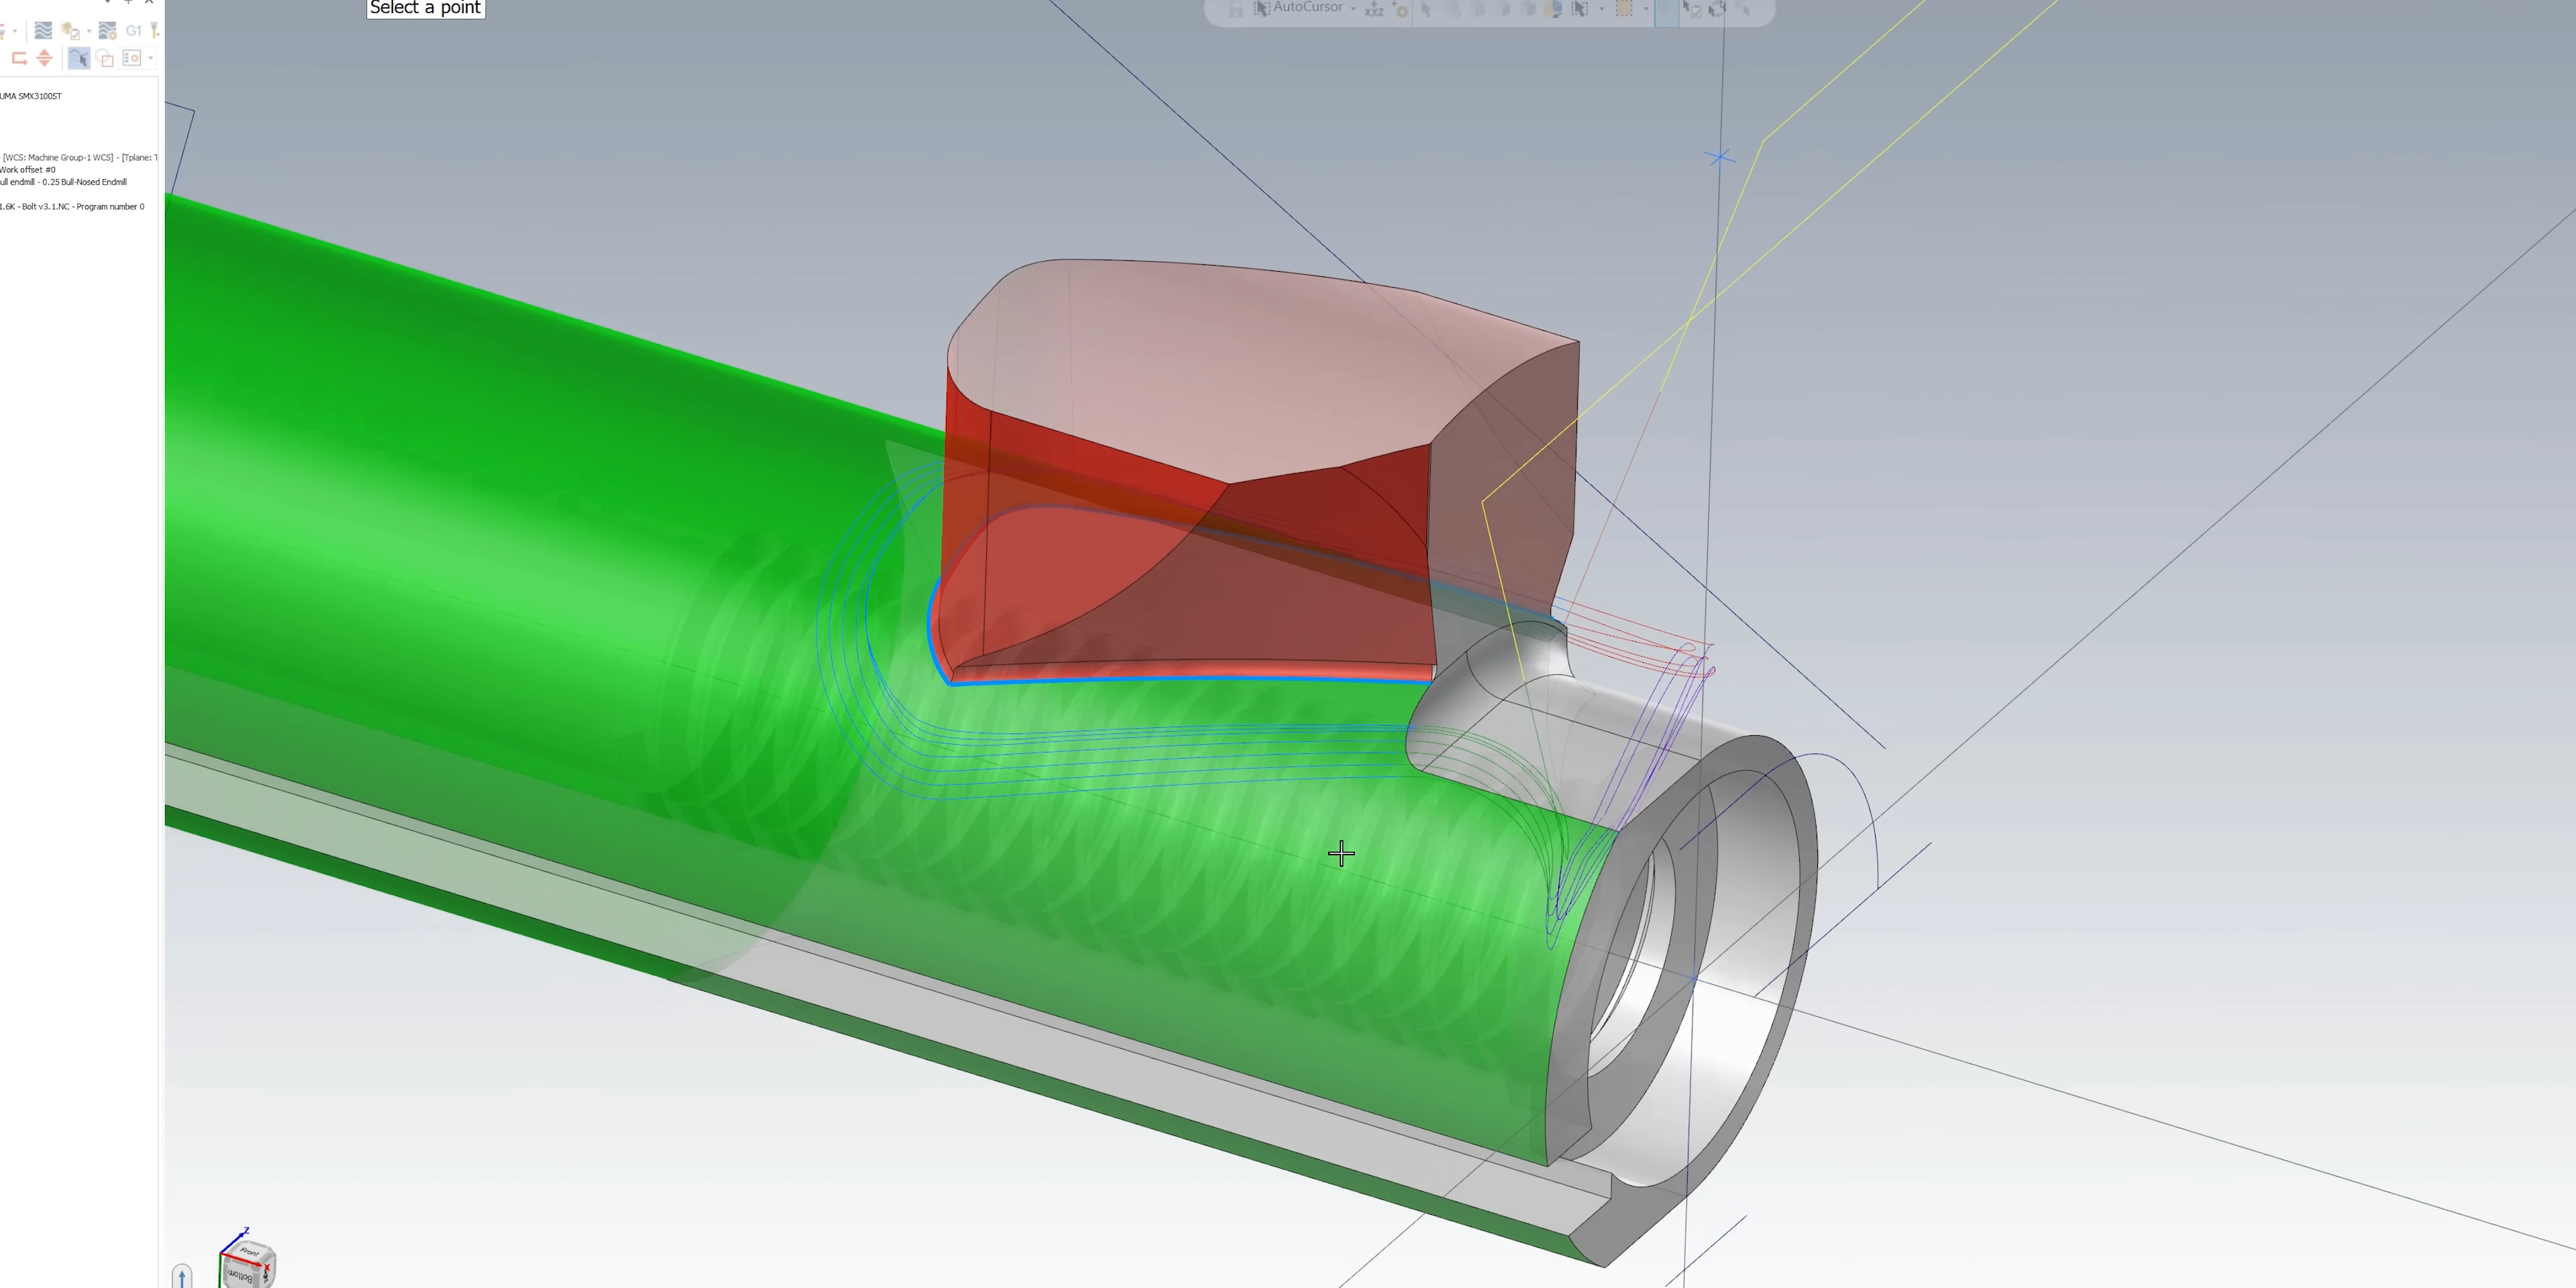 Select a point
AutoCursor
G1
UMA SMX3100ST
[WCS: Machine Group-1 WCS] - [Tplane: T
Work offset #0
ull endmill - 0.25 Bull-Nosed Endmill
1.6K - Bolt v3.1.NC - Program number 0
Z
Front
X
Bottom